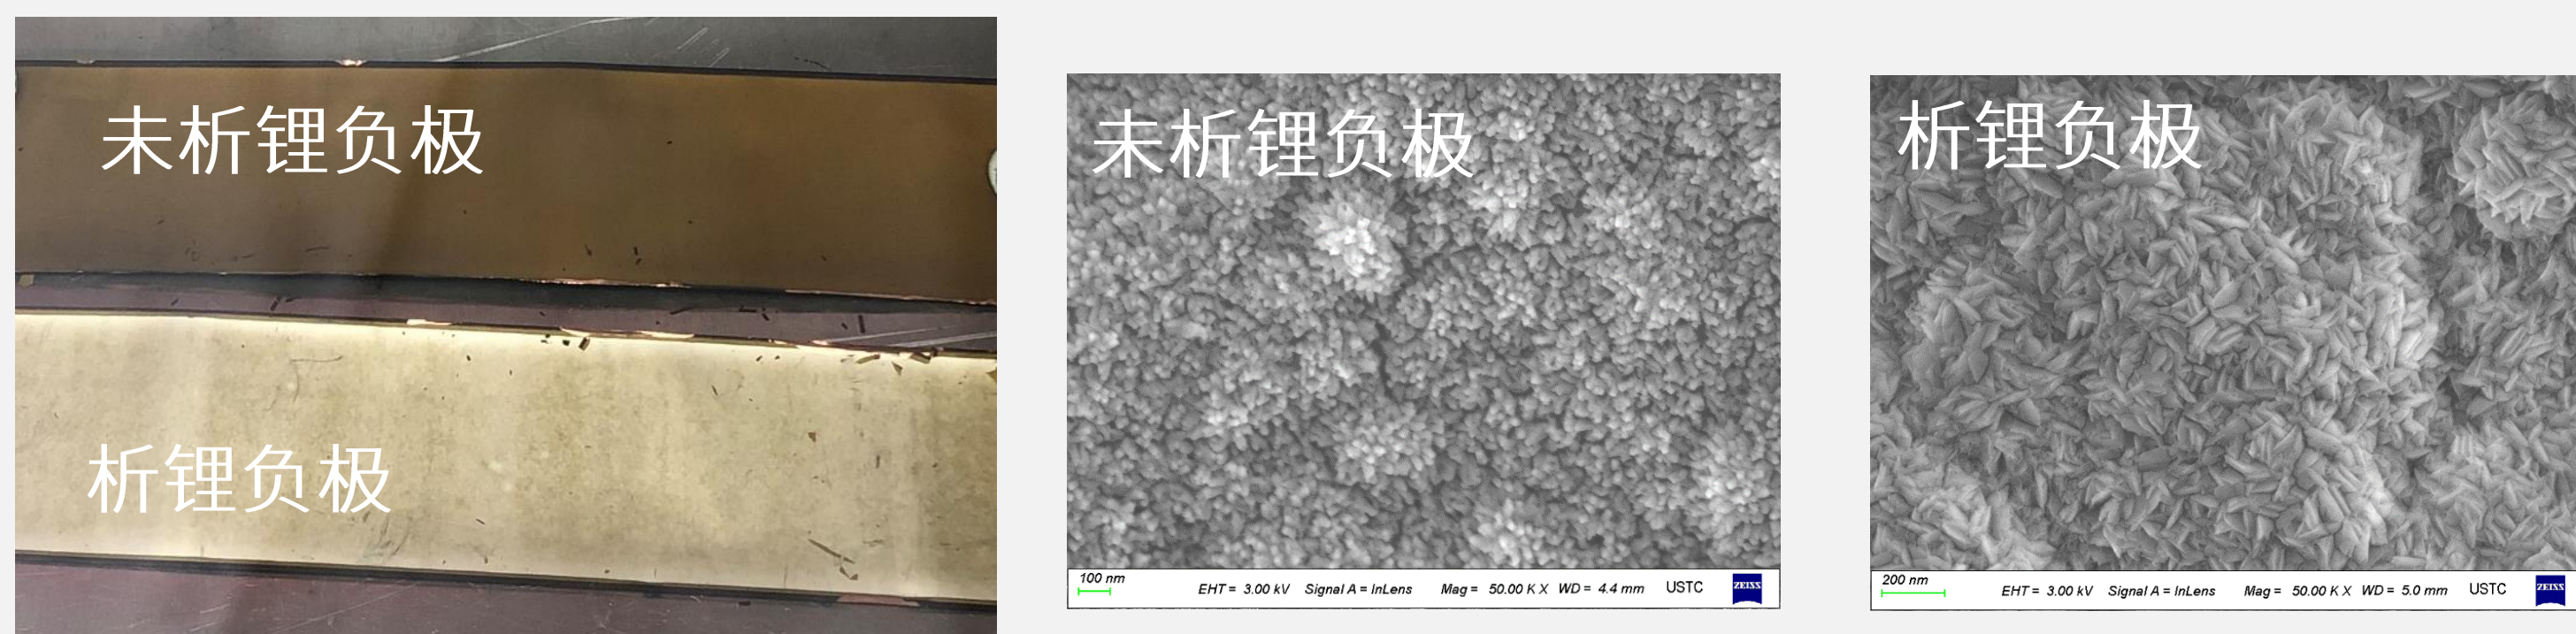 未析锂负极
析锂负极
未析锂负极
100 nm
EHT = 3.00 kV Signal A = InLens Mag = 50.00 K X WD = 4.4 mm USTC ZEISS
析锂负极
200 nm
EHT = 3.00 kV Signal A = InLens Mag = 50.00 K X WD = 5.0 mm USTC ZEISS